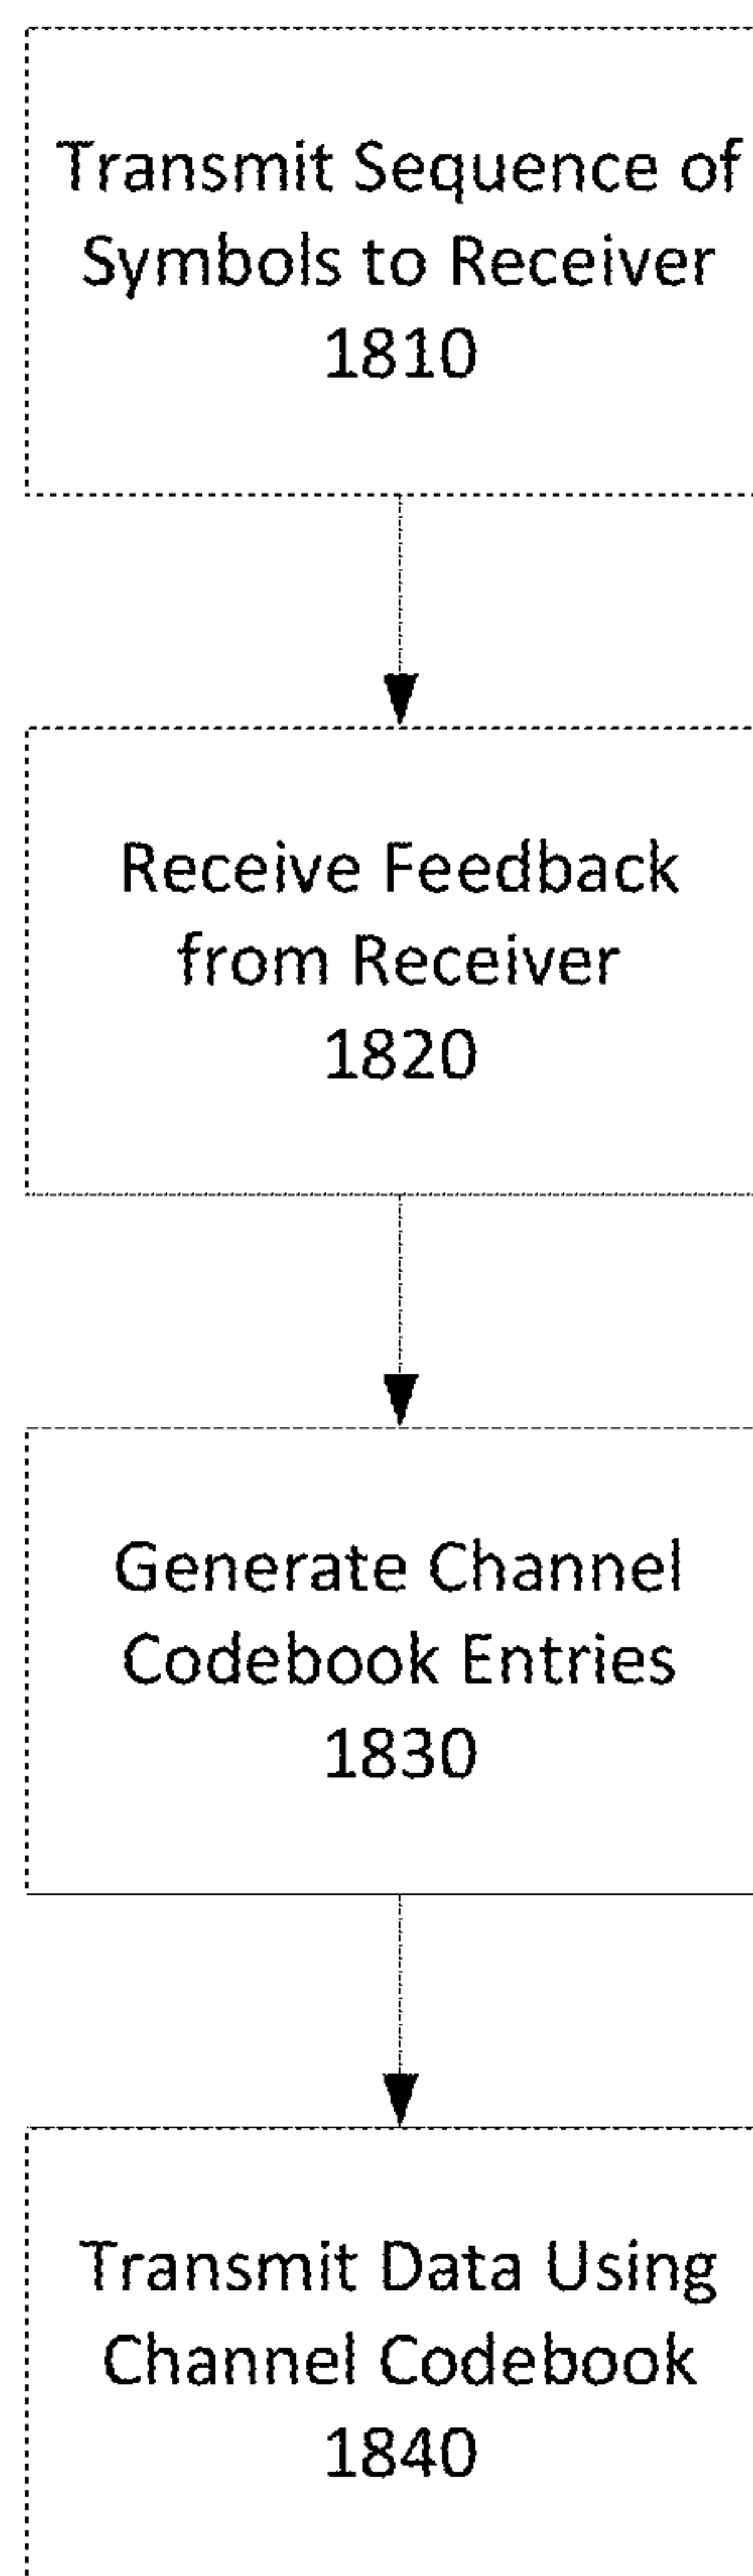 Transmit Sequence of
Symbols to Receiver
1810
Receive Feedback
from Receiver
1820
Generate Channel
Codebook Entries
1830
Transmit Data Using
Channel Codebook
1840